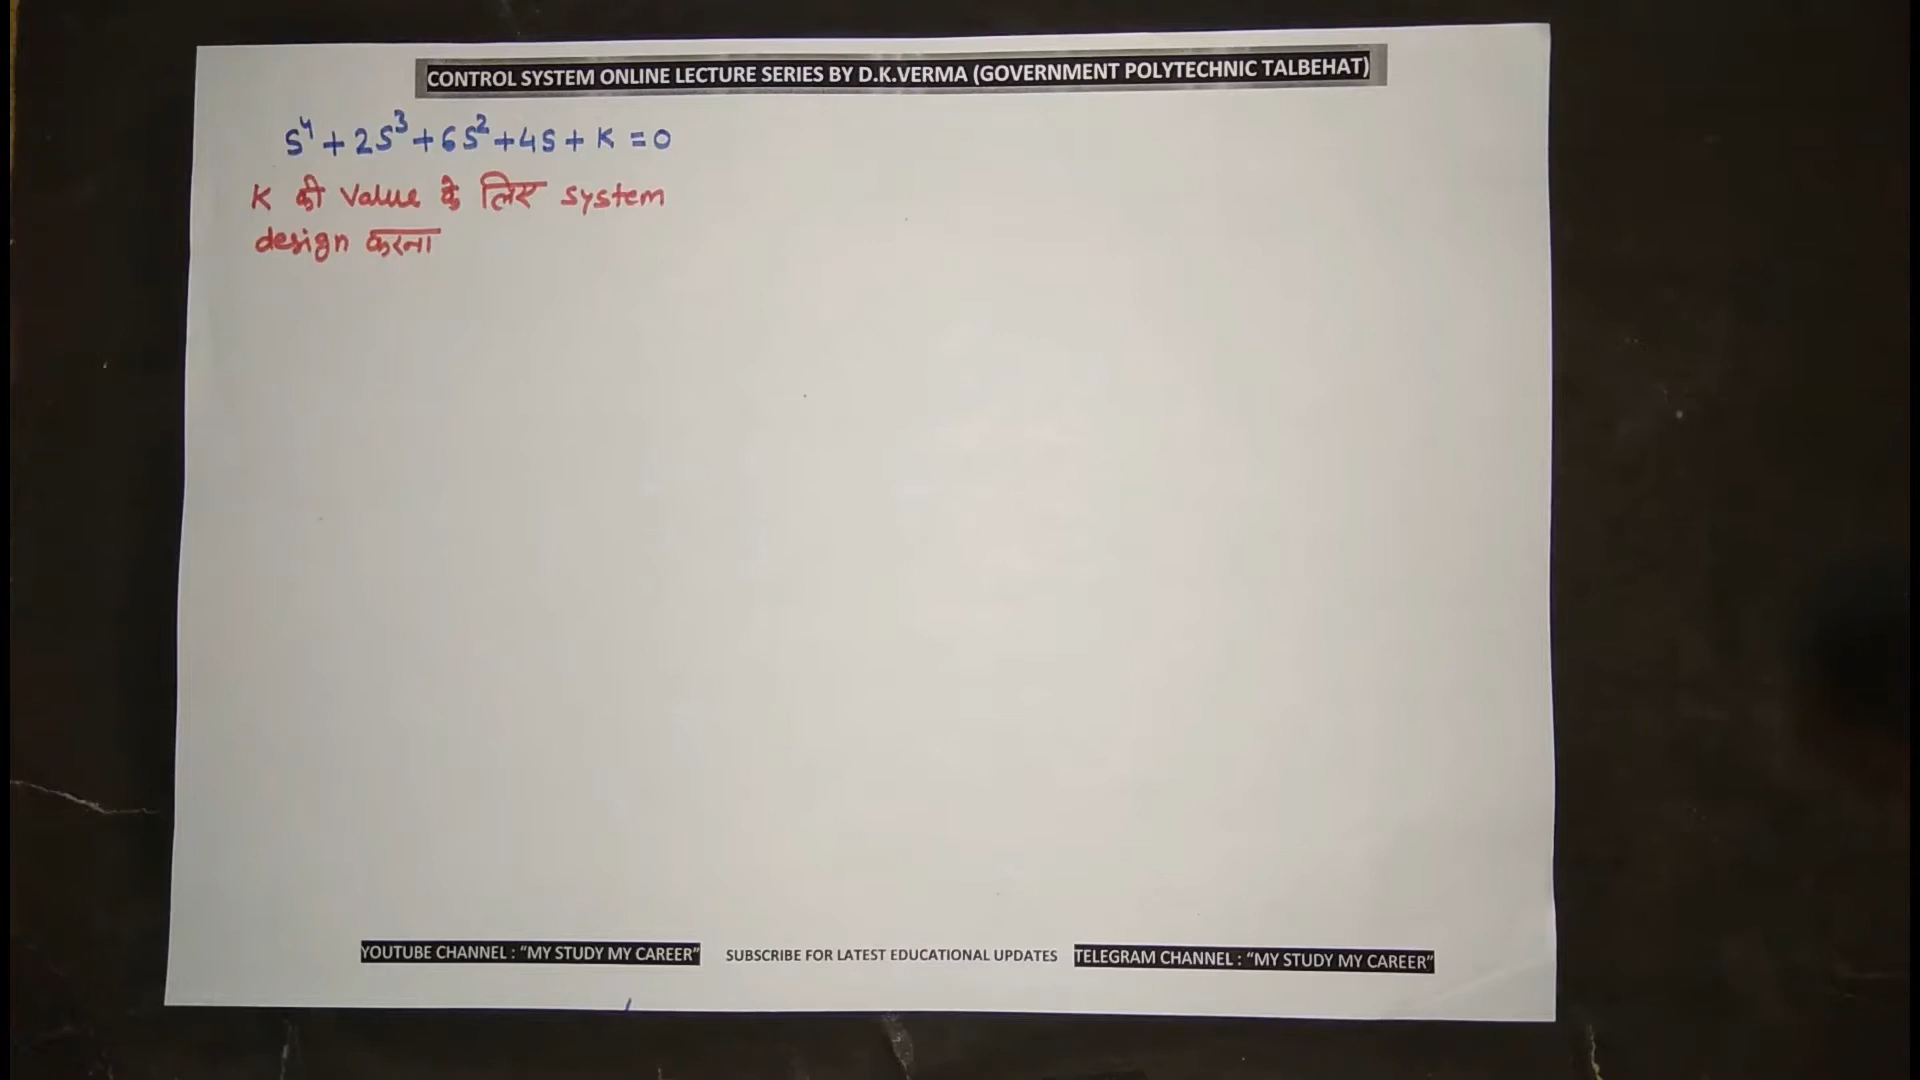 CONTROL SYSTEM ONLINE LECTURE SERIES BY D.K.VERMA (GOVERNMENT POLYTECHNIC TALBEHAT)
S⁴+2S³+6S²+4S+K=0
K की Value के लिए system
design करना
YOUTUBE CHANNEL : “MY STUDY MY CAREER” SUBSCRIBE FOR LATEST EDUCATIONAL UPDATES TELEGRAM CHANNEL : “MY STUDY MY CAREER”